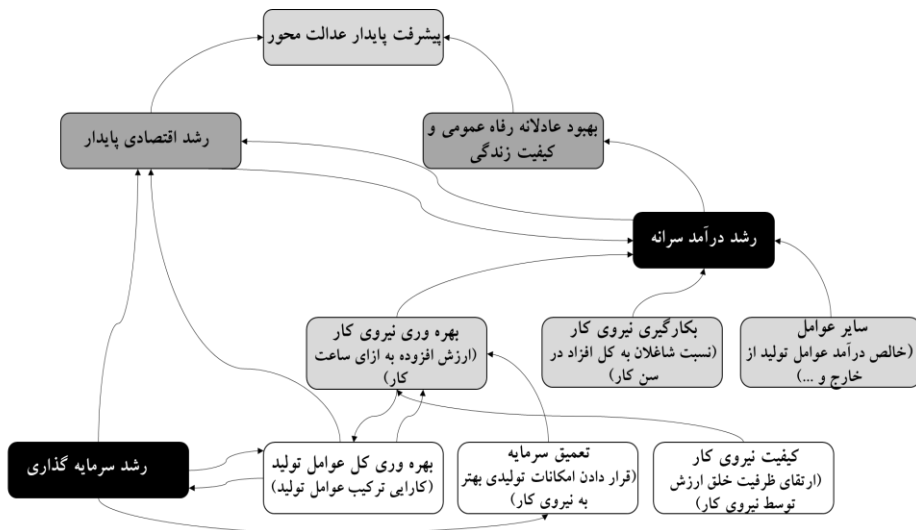 پیشرفت پایدار عدالت محور
بهبود عادلانه رفاه عمومی و
کیفیت زندگی
رشد اقتصادی پایدار
رشد درآمد سرانه
سایر عوامل
(خالص درآمد عوامل تولید از
خارج و ...)
بکارگیری نیروی کار
(نسبت شاغلان به کل افزاد در
سن کار)
بهره وری نیروی کار
(ارزش افزوده به ازای ساعت
کار)
کیفیت نیروی کار
(ارتقای ظرفیت خلق ارزش
توسط نیروی کار)
تعمیق سرمایه
(قرار دادن امکانات تولیدی بهتر
به نیروی کار)
بهره وری کل عوامل تولید
(کارایی ترکیب عوامل تولید)
رشد سرمایه گذاری